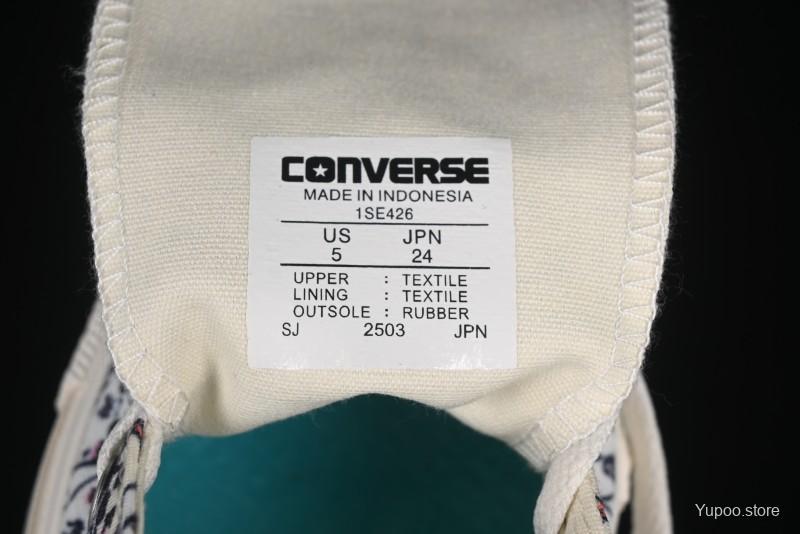 CONVERSE
MADE IN INDONESIA
1SE426
US JPN
5 24
UPPER : TEXTILE
LINING : TEXTILE
OUTSOLE : RUBBER
SJ 2503 JPN
Yupoo.store